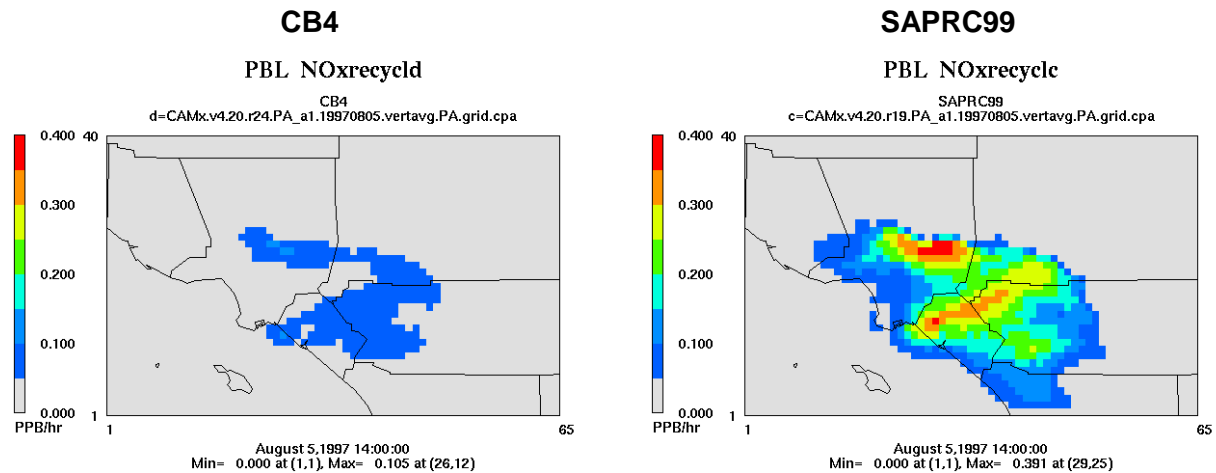 CB4
PBL NOxrecycld
CB4
d=CAMx.v4.20.r24.PA_a1.19970805.vertavg.PA.grid.cpa
0.400
0.300
0.200
0.100
0.000
PPB/hr
40
1
1
65
August 5,1997 14:00:00
Min= 0.000 at (1,1), Max= 0.105 at (26,12)
SAPRC99
PBL NOxrecyclc
SAPRC99
c=CAMx.v4.20.r19.PA_a1.19970805.vertavg.PA.grid.cpa
0.400
0.300
0.200
0.100
0.000
PPB/hr
40
1
1
65
August 5,1997 14:00:00
Min= 0.000 at (1,1), Max= 0.391 at (29,25)